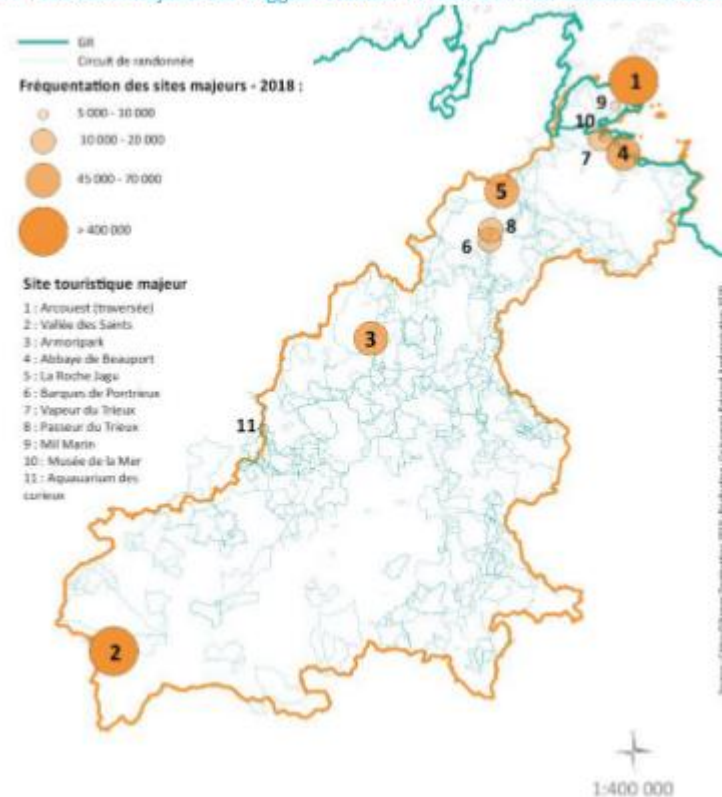 GR
Circuit de randonnée
Fréquentation des sites majeurs - 2018 :
5 000 - 10 000
10 000 - 20 000
45 000 - 70 000
> 400 000
Site touristique majeur
1 : Arcouest (traversée)
2 : Vallée des Saints
3 : Armoripark
4 : Abbaye de Beauport
5 : La Roche Jagu
6 : Barques de Pontrieux
7 : Vapeur du Trieux
8 : Passeur du Trieux
9 : Mil Marin
10 : Musée de la Mer
11 : Aquauarium des
curieux
1
9
10
7
4
5
8
6
3
11
2
1:400 000